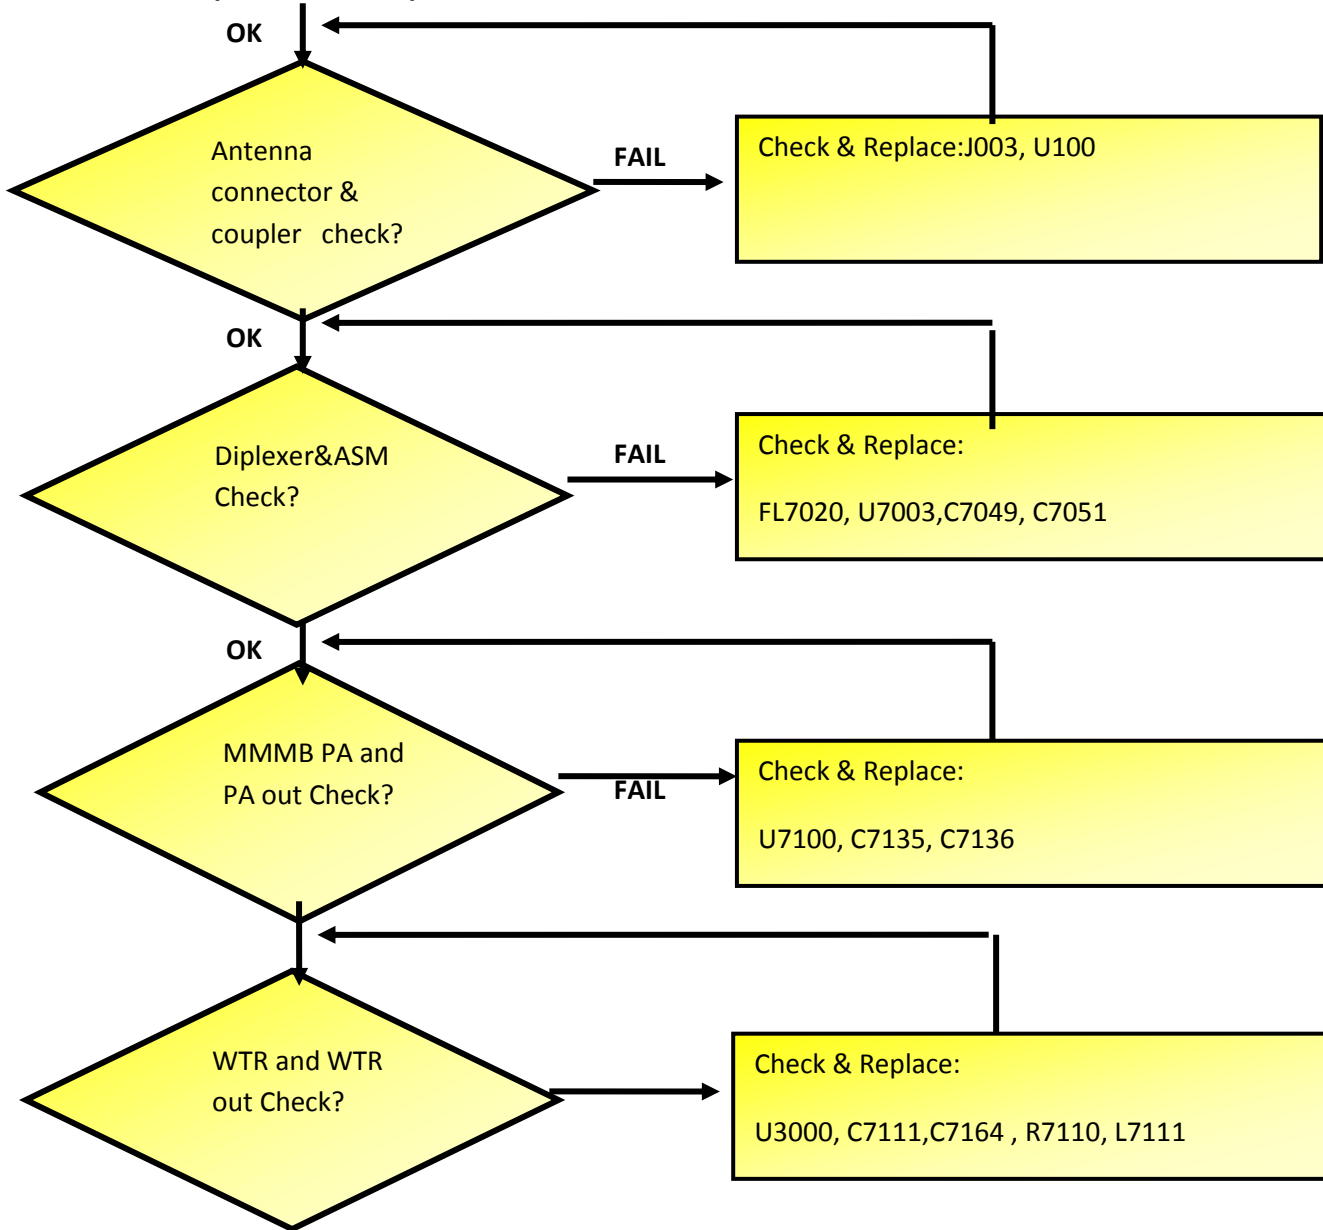 OK
Antenna
connector &
coupler check?
FAIL
Check & Replace:J003, U100
OK
Diplexer&ASM
Check?
FAIL
Check & Replace:
FL7020, U7003,C7049, C7051
OK
MMMB PA and
PA out Check?
FAIL
Check & Replace:
U7100, C7135, C7136
WTR and WTR
out Check?
Check & Replace:
U3000, C7111,C7164 , R7110, L7111